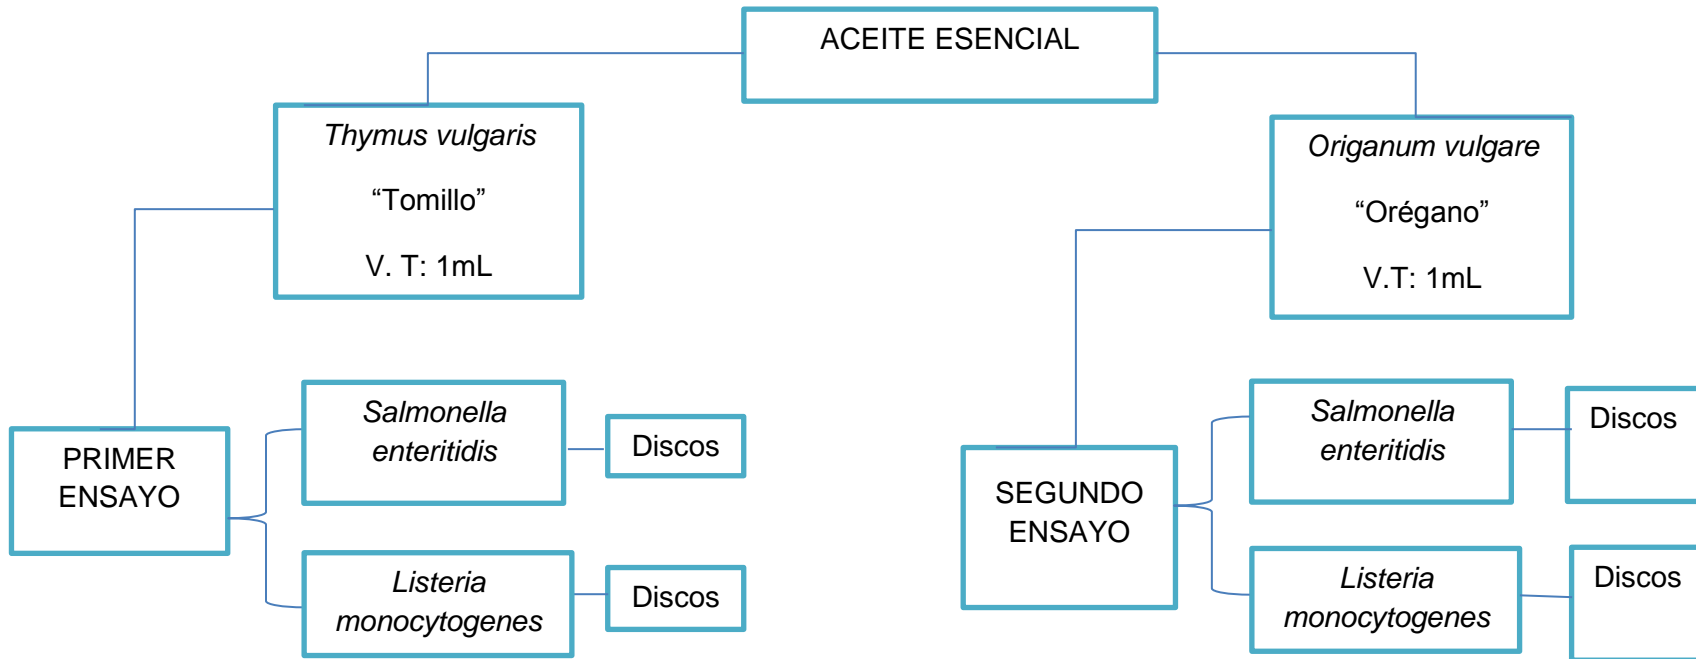 ACEITE ESENCIAL
Thymus vulgaris
“Tomillo”
V. T: 1mL
Origanum vulgare
“Orégano”
V.T: 1mL
PRIMER
ENSAYO
Salmonella
enteritidis
Discos
Listeria
monocytogenes
Discos
SEGUNDO
ENSAYO
Salmonella
enteritidis
Discos
Listeria
monocytogenes
Discos